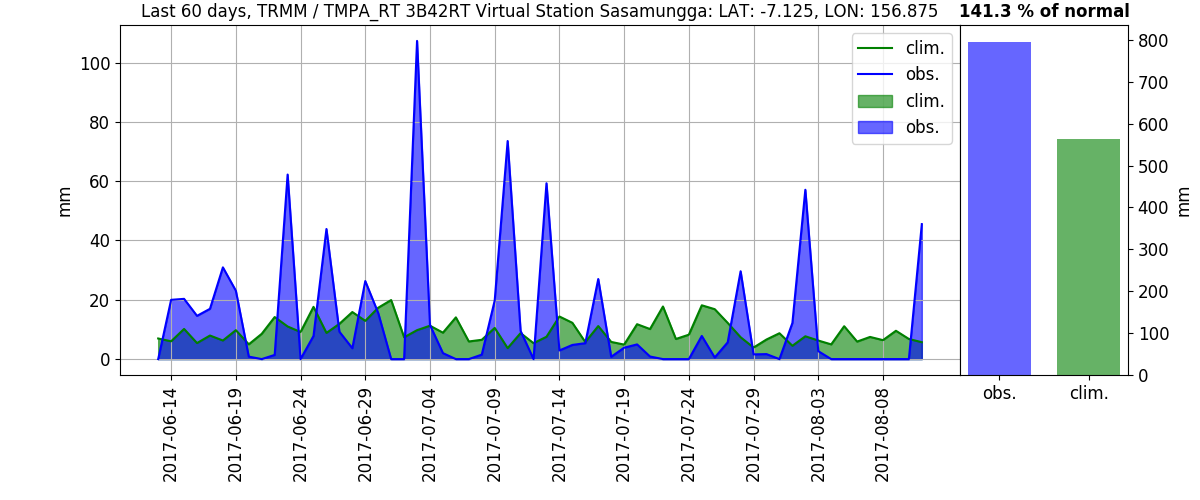 Last 60 days, TRMM / TMPA_RT 3B42RT Virtual Station Sasamungga: LAT: -7.125, LON: 156.875
141.3 % of normal
clim.
obs.
clim.
obs.
mm
100
80
60
40
20
0
2017-06-14
2017-06-19
2017-06-24
2017-06-29
2017-07-04
2017-07-09
2017-07-14
2017-07-19
2017-07-24
2017-07-29
2017-08-03
2017-08-08
800
700
600
500
400
300
200
100
0
mm
obs.
clim.